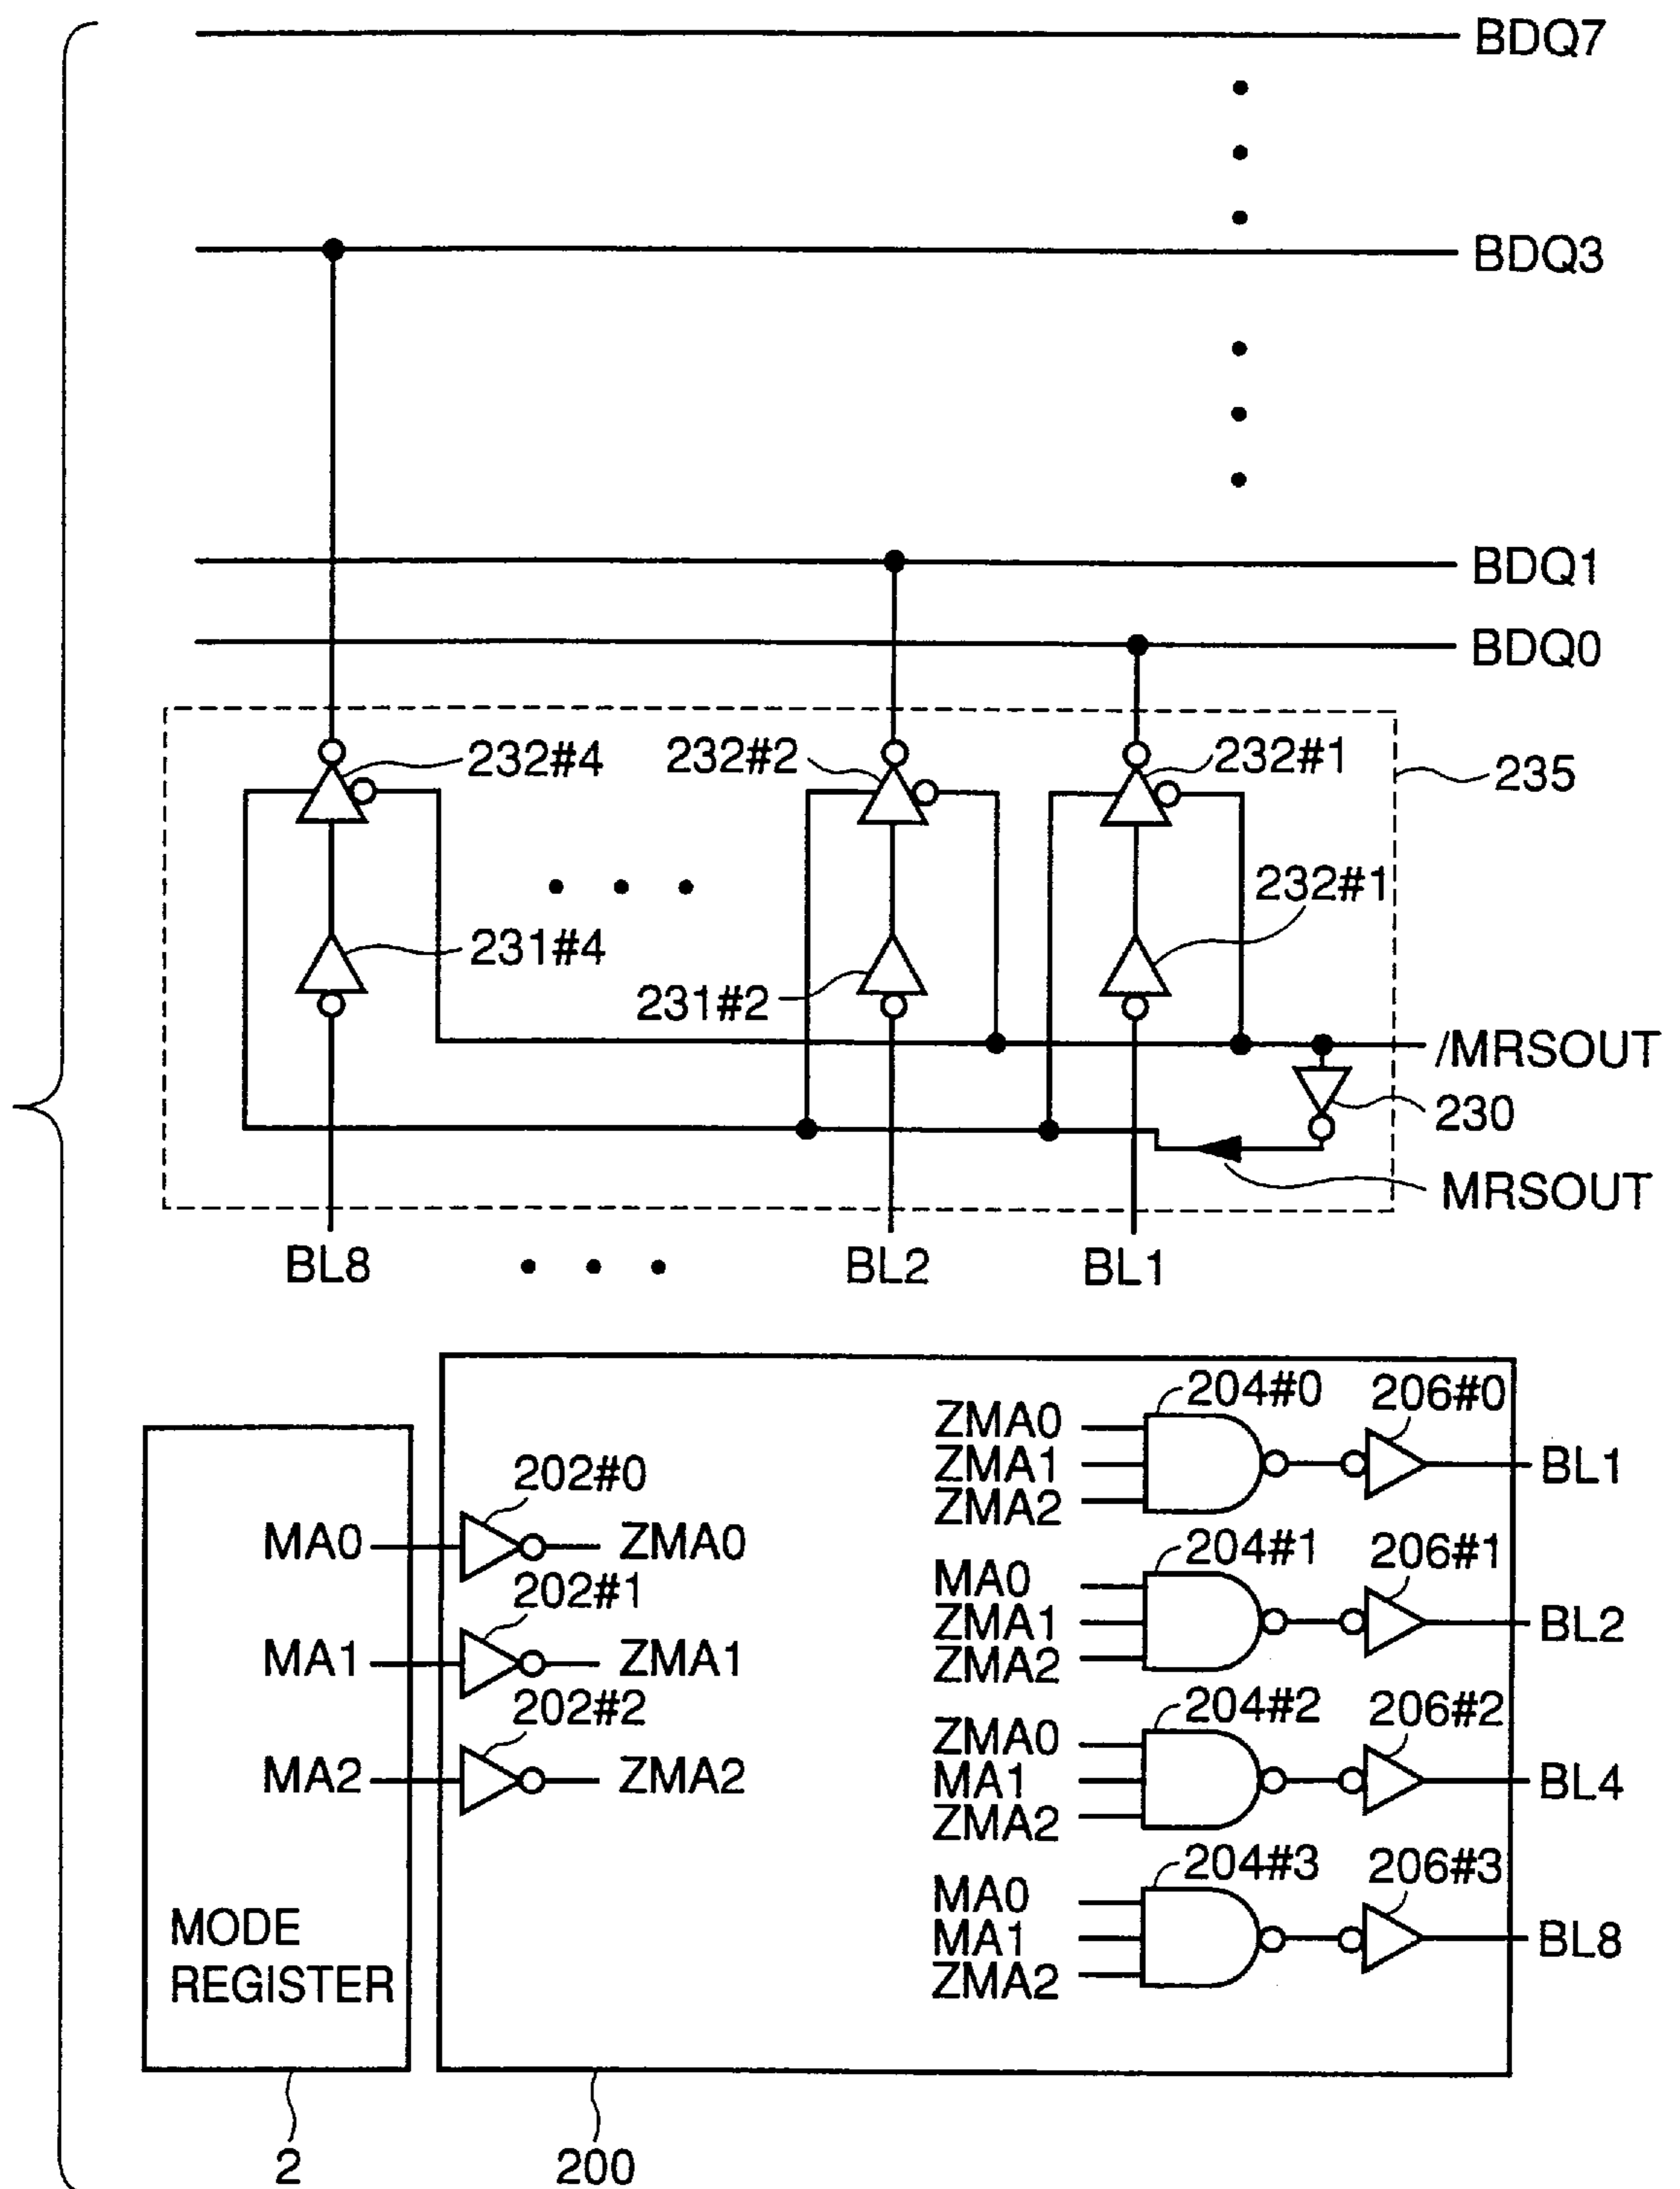 BDQ7
BDQ3
BDQ1
BDQ0
232#4
232#2
232#1
235
232#1
231#4
231#2
/MRSOUT
230
MRSOUT
BL8
BL2
BL1
204#0
206#0
ZMA0
ZMA1
ZMA2
BL1
202#0
MA0
ZMA0
204#1
206#1
MA0
ZMA1
ZMA2
BL2
202#1
MA1
ZMA1
202#2
MA2
ZMA2
204#2
206#2
ZMA0
MA1
ZMA2
BL4
204#3
206#3
MA0
MA1
ZMA2
BL8
MODE
REGISTER
2
200